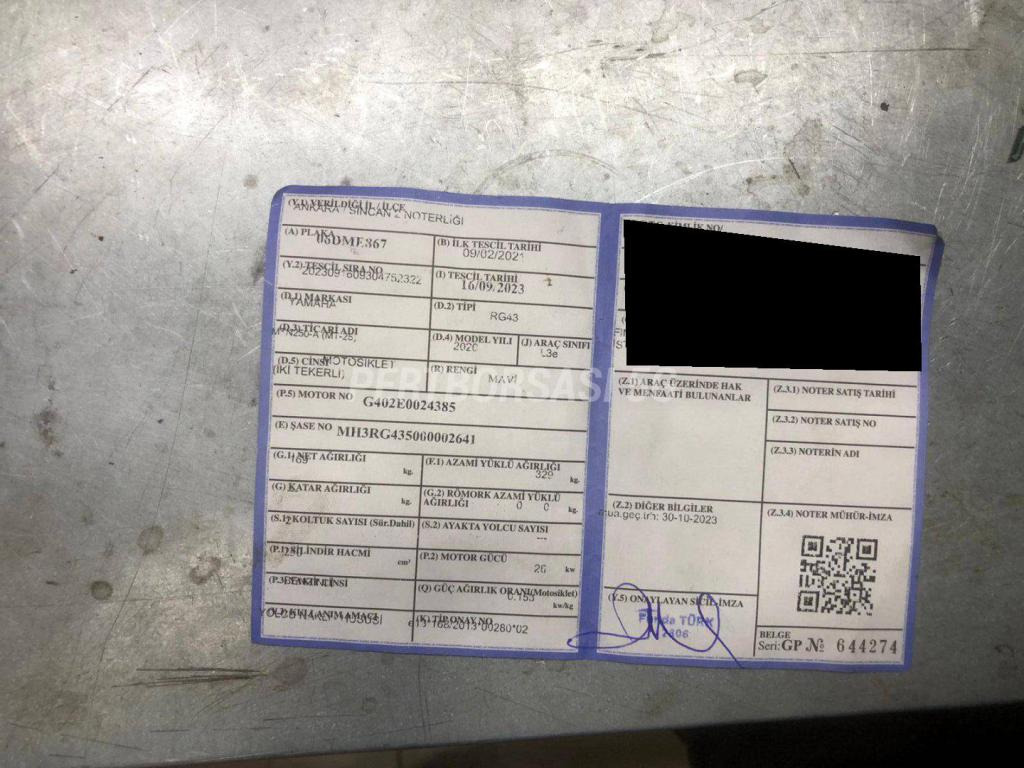 (Y.1) VERİLDİĞİ İL / İLÇE
ANKARA / SİNCAN 2 NOTERLİĞİ
(A) PLAKA
06DME367
(B) İLK TESCİL TARİHİ
09/02/2021
(Y.2) TESCİL SIRA NO
2023091609304752322
(I) TESCİL TARİHİ
16/09/2023
(D.1) MARKASI
YAMAHA
(D.2) TİPİ
RG43
(D.3) TİCARİ ADI
(MT-25)
(D.4) MODEL YILI
2020
(J) ARAÇ SINIFI
L3e
(D.5) CİNSİ
MOTOSİKLET
(İKİ TEKERLİ)
(R) RENGİ
MAVİ
(P.5) MOTOR NO
G402E0024385
(E) ŞASE NO
MH3RG435000002641
(G.1) NET AĞIRLIĞI
169
kg.
(F.1) AZAMİ YÜKLÜ AĞIRLIĞI
329
kg.
(G) KATAR AĞIRLIĞI
kg.
(G.2) RÖMORK AZAMİ YÜKLÜ
AĞIRLIĞI
0 0 kg.
(S.1) KOLTUK SAYISI (Sür.Dahil)
2
(S.2) AYAKTA YOLCU SAYISI
---
(P.1) SİLİNDİR HACMİ
cm³
(P.2) MOTOR GÜCÜ
26 kw
(P.3) YAKIT CİNSİ
(Q) GÜÇ AĞIRLIK ORANI(Motosiklet)
0.153
kw/kg
(Y.3) KULLANIM AMACI
YOLCU NAKLİ - HUSUSİ
(K) TİP ONAY NO
e13*168/2013*00280*02
KİMLİK NO/
(Z.1) ARAÇ ÜZERİNDE HAK
VE MENFAATİ BULUNANLAR
(Z.3.1) NOTER SATIŞ TARİHİ
(Z.3.2) NOTER SATIŞ NO
(Z.3.3) NOTERİN ADI
(Z.2) DİĞER BİLGİLER
mua.geç.trh: 30-10-2023
(Z.3.4) NOTER MÜHÜR-İMZA
(Y.5) ONAYLAYAN SİCİL-İMZA
Funda TÜRK
BELGE
Seri: GP № 644274
PERTBORSASI.CO